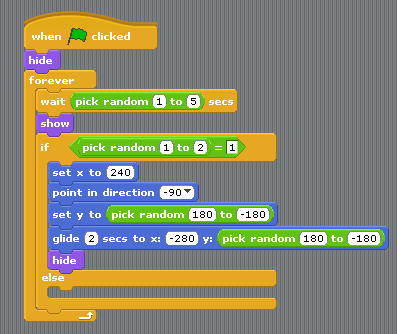 when clicked
hide
forever
wait pick random 1 to 5 secs
show
if pick random 1 to 2 = 1
set x to 240
point in direction -90
set y to pick random 180 to -180
glide 2 secs to x: -280 y: pick random 180 to -180
hide
else